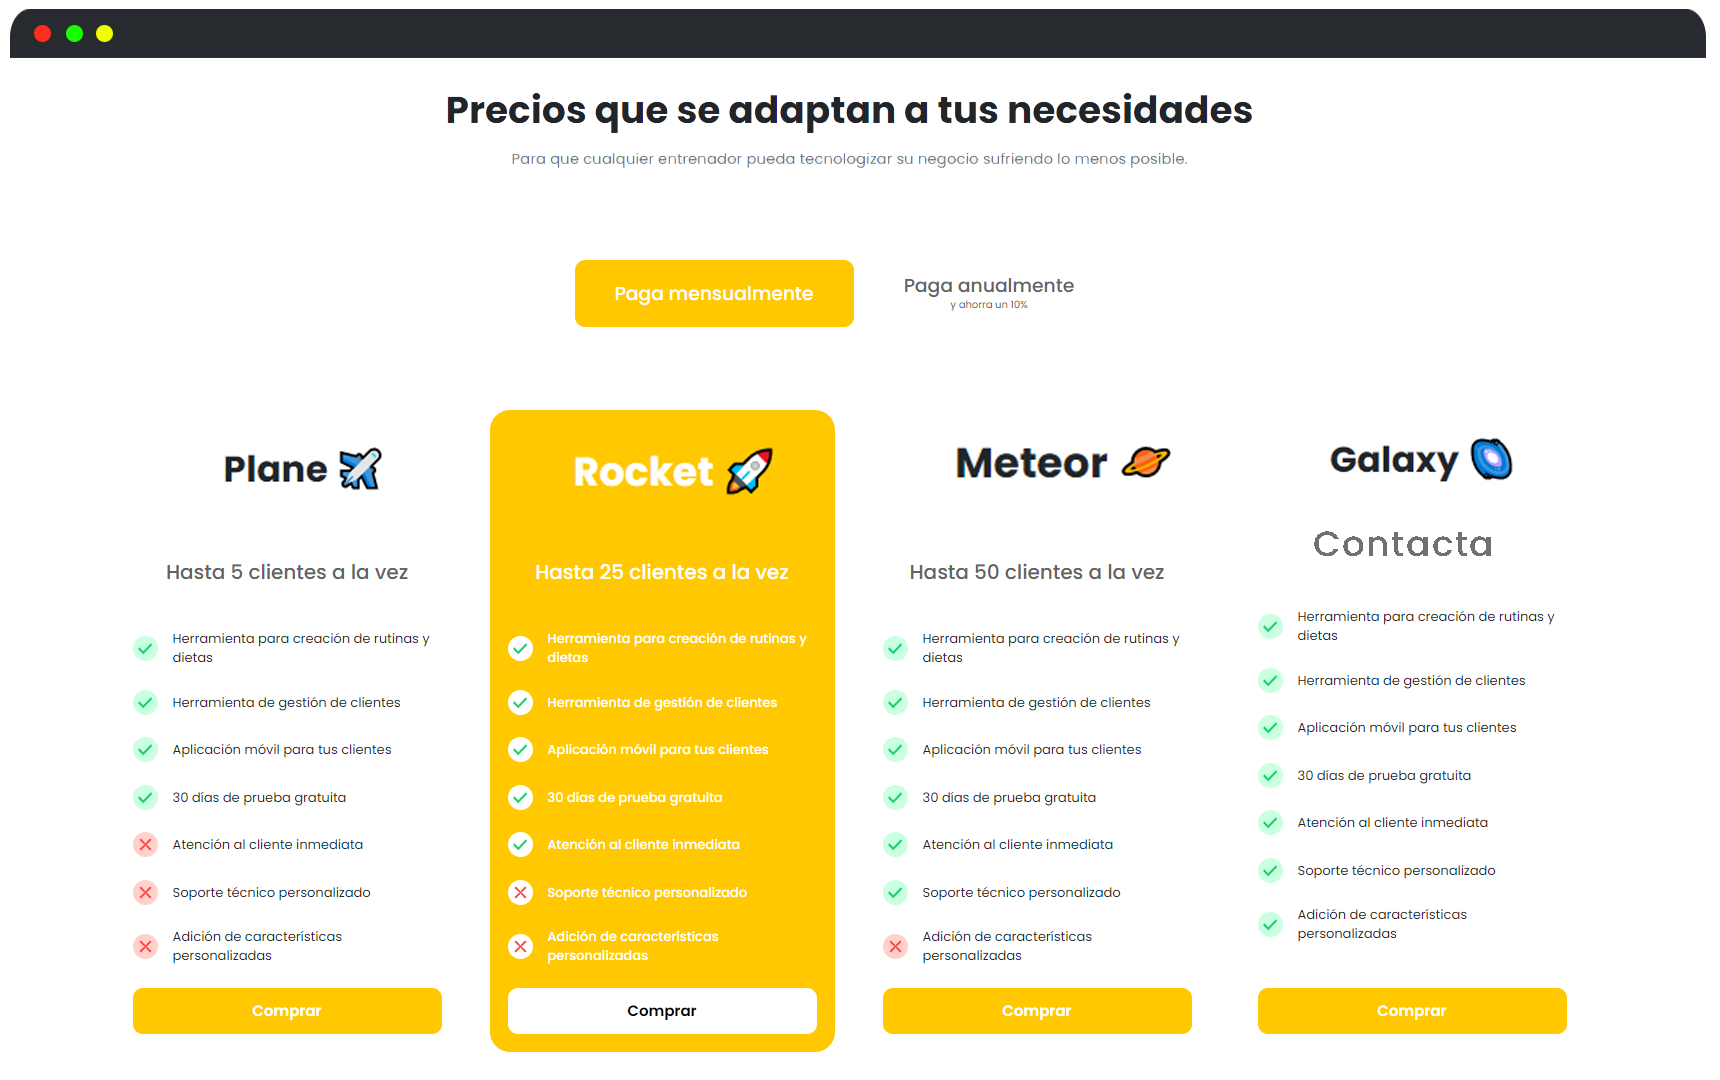 Precios que se adaptan a tus necesidades
Para que cualquier entrenador pueda tecnologizar su negocio sufriendo lo menos posible.
Paga mensualmente
Paga anualmente
y ahorra un 10%
Plane
Hasta 5 clientes a la vez
Herramienta para creación de rutinas y
dietas
Herramienta de gestión de clientes
Aplicación móvil para tus clientes
30 días de prueba gratuita
Atención al cliente inmediata
Soporte técnico personalizado
Adición de características
personalizadas
Comprar
Rocket
Hasta 25 clientes a la vez
Herramienta para creación de rutinas y
dietas
Herramienta de gestión de clientes
Aplicación móvil para tus clientes
30 días de prueba gratuita
Atención al cliente inmediata
Soporte técnico personalizado
Adición de características
personalizadas
Comprar
Meteor
Hasta 50 clientes a la vez
Herramienta para creación de rutinas y
dietas
Herramienta de gestión de clientes
Aplicación móvil para tus clientes
30 días de prueba gratuita
Atención al cliente inmediata
Soporte técnico personalizado
Adición de características
personalizadas
Comprar
Galaxy
Contacta
Herramienta para creación de rutinas y
dietas
Herramienta de gestión de clientes
Aplicación móvil para tus clientes
30 días de prueba gratuita
Atención al cliente inmediata
Soporte técnico personalizado
Adición de características
personalizadas
Comprar